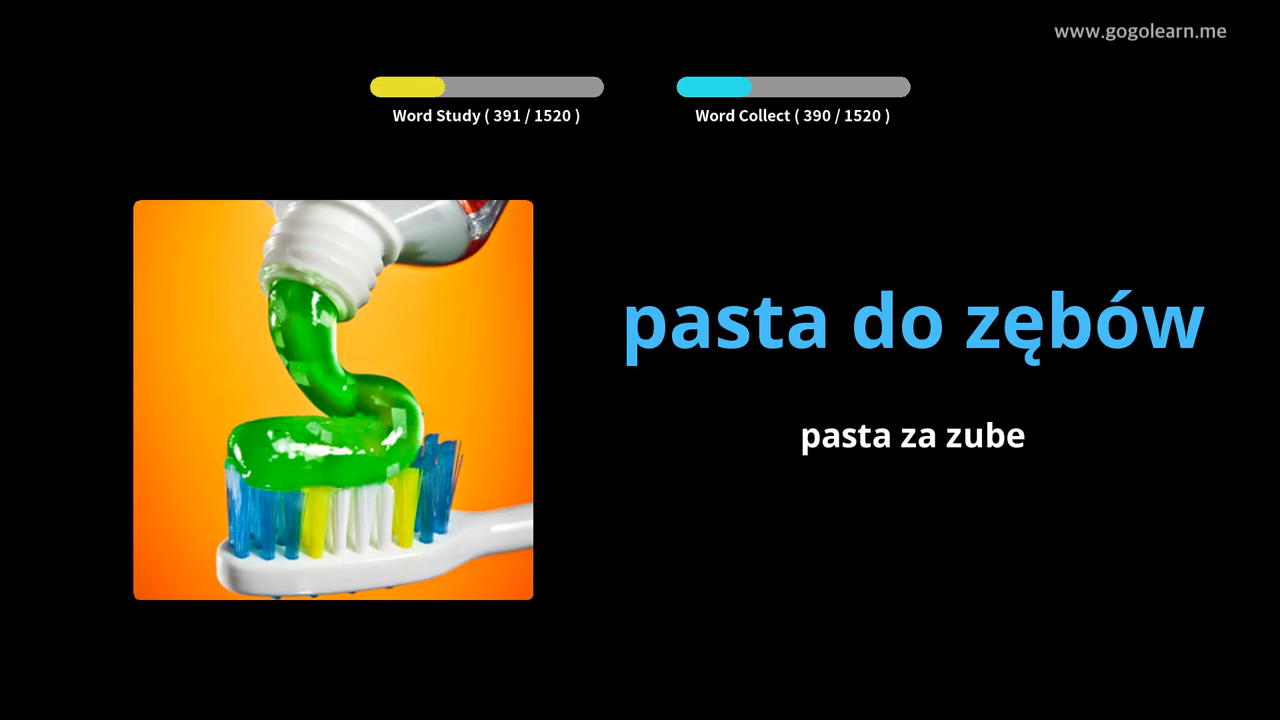 www.gogolearn.me
Word Study ( 391 / 1520 )
Word Collect ( 390 / 1520 )
pasta do zębów
pasta za zube